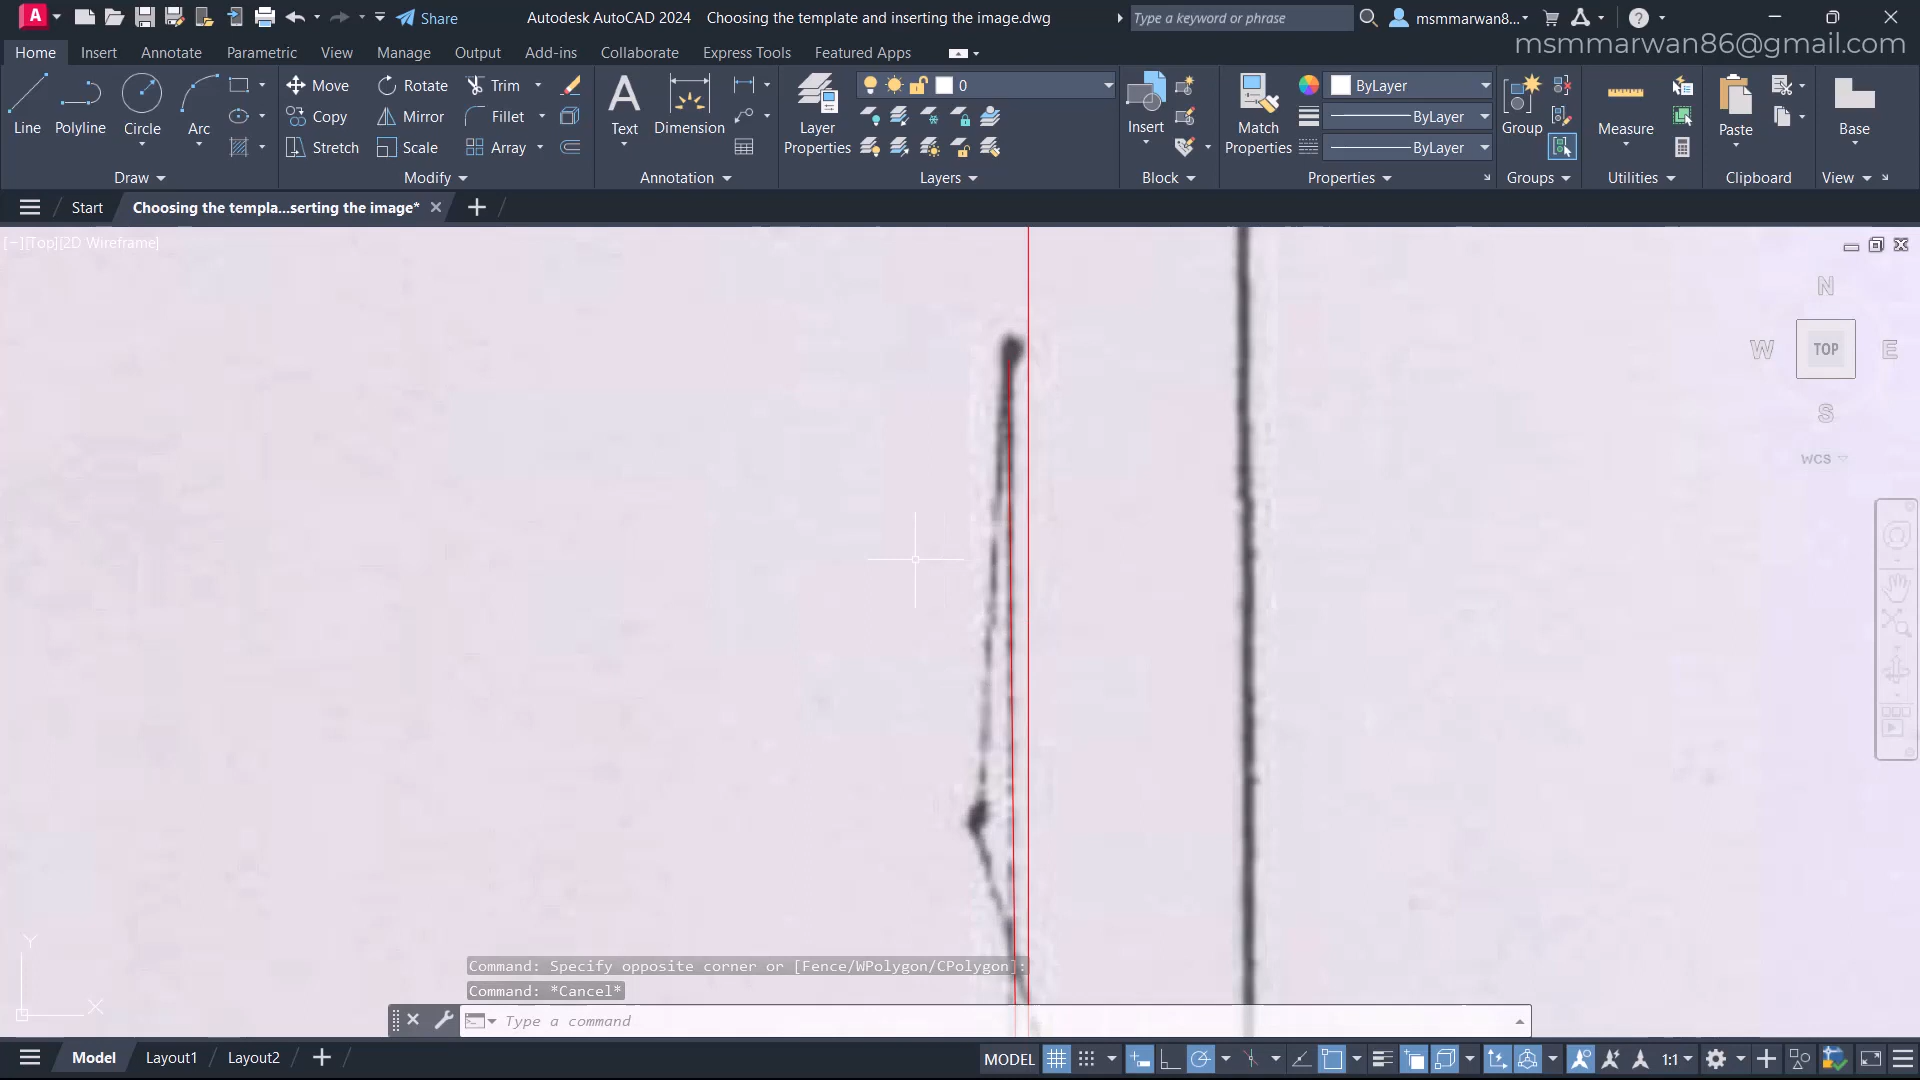 Share
Autodesk AutoCAD 2024 Choosing the template and inserting the image.dwg
Type a keyword or phrase
msmmarwan8...
msmmarwan86@gmail.com
Home Insert Annotate Parametric View Manage Output Add-ins Collaborate Express Tools Featured Apps
Line Polyline Circle Arc
Move Rotate Trim
Copy Mirror Fillet
Stretch Scale Array
Text Dimension
Layer Properties
0
Insert
Match Properties
ByLayer
ByLayer
ByLayer
Group
Measure
Paste
Base
Draw Modify Annotation Layers Block Properties Groups Utilities Clipboard View
Start Choosing the templa...serting the image*
[−][Top][2D Wireframe]
N
W TOP E
S
WCS
Y
X
Command: Specify opposite corner or [Fence/WPolygon/CPolygon]:
Command: *Cancel*
Type a command
Model Layout1 Layout2
MODEL 1:1